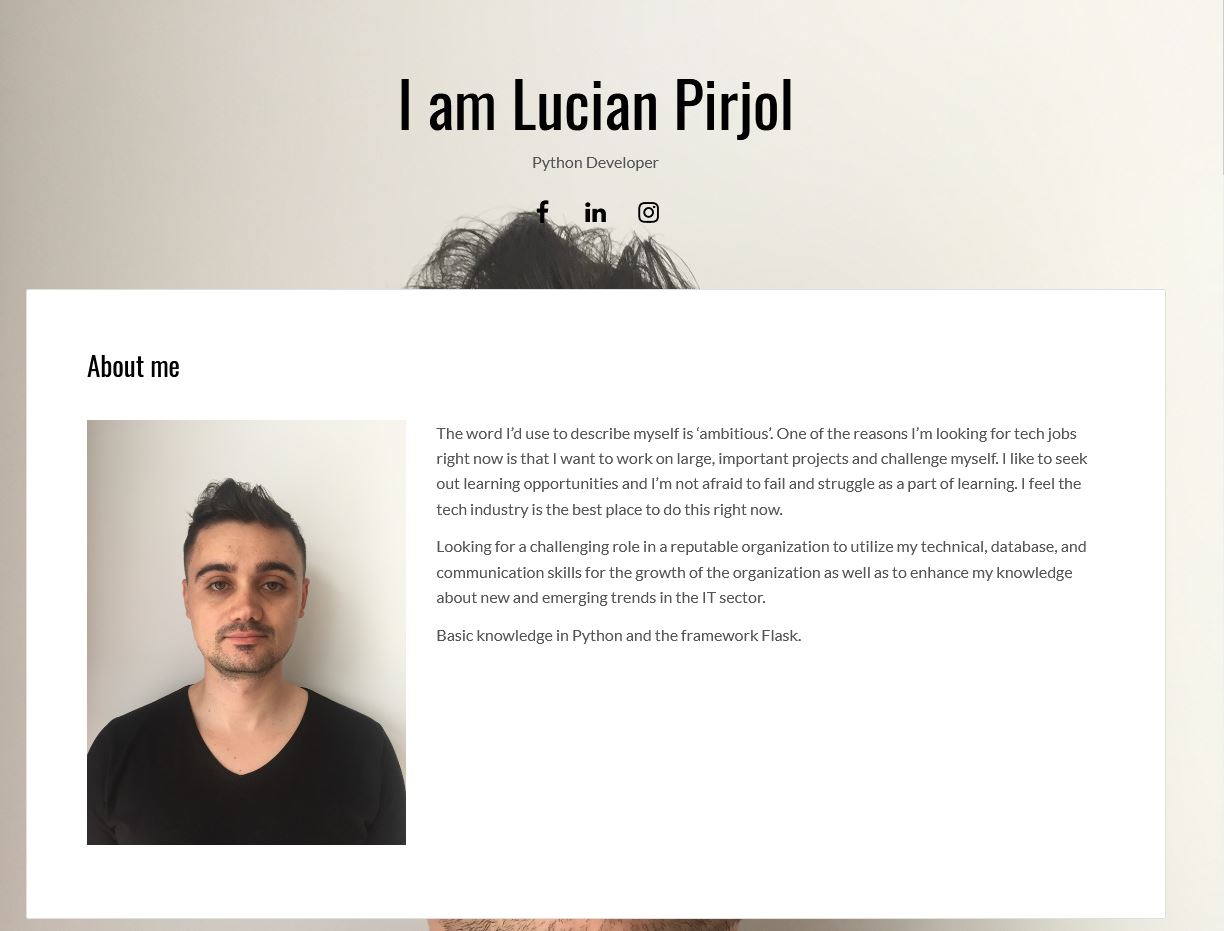 I am Lucian Pirjol
Python Developer
About me
The word I’d use to describe myself is ‘ambitious’. One of the reasons I’m looking for tech jobs
right now is that I want to work on large, important projects and challenge myself. I like to seek
out learning opportunities and I’m not afraid to fail and struggle as a part of learning. I feel the
tech industry is the best place to do this right now.
Looking for a challenging role in a reputable organization to utilize my technical, database, and
communication skills for the growth of the organization as well as to enhance my knowledge
about new and emerging trends in the IT sector.
Basic knowledge in Python and the framework Flask.